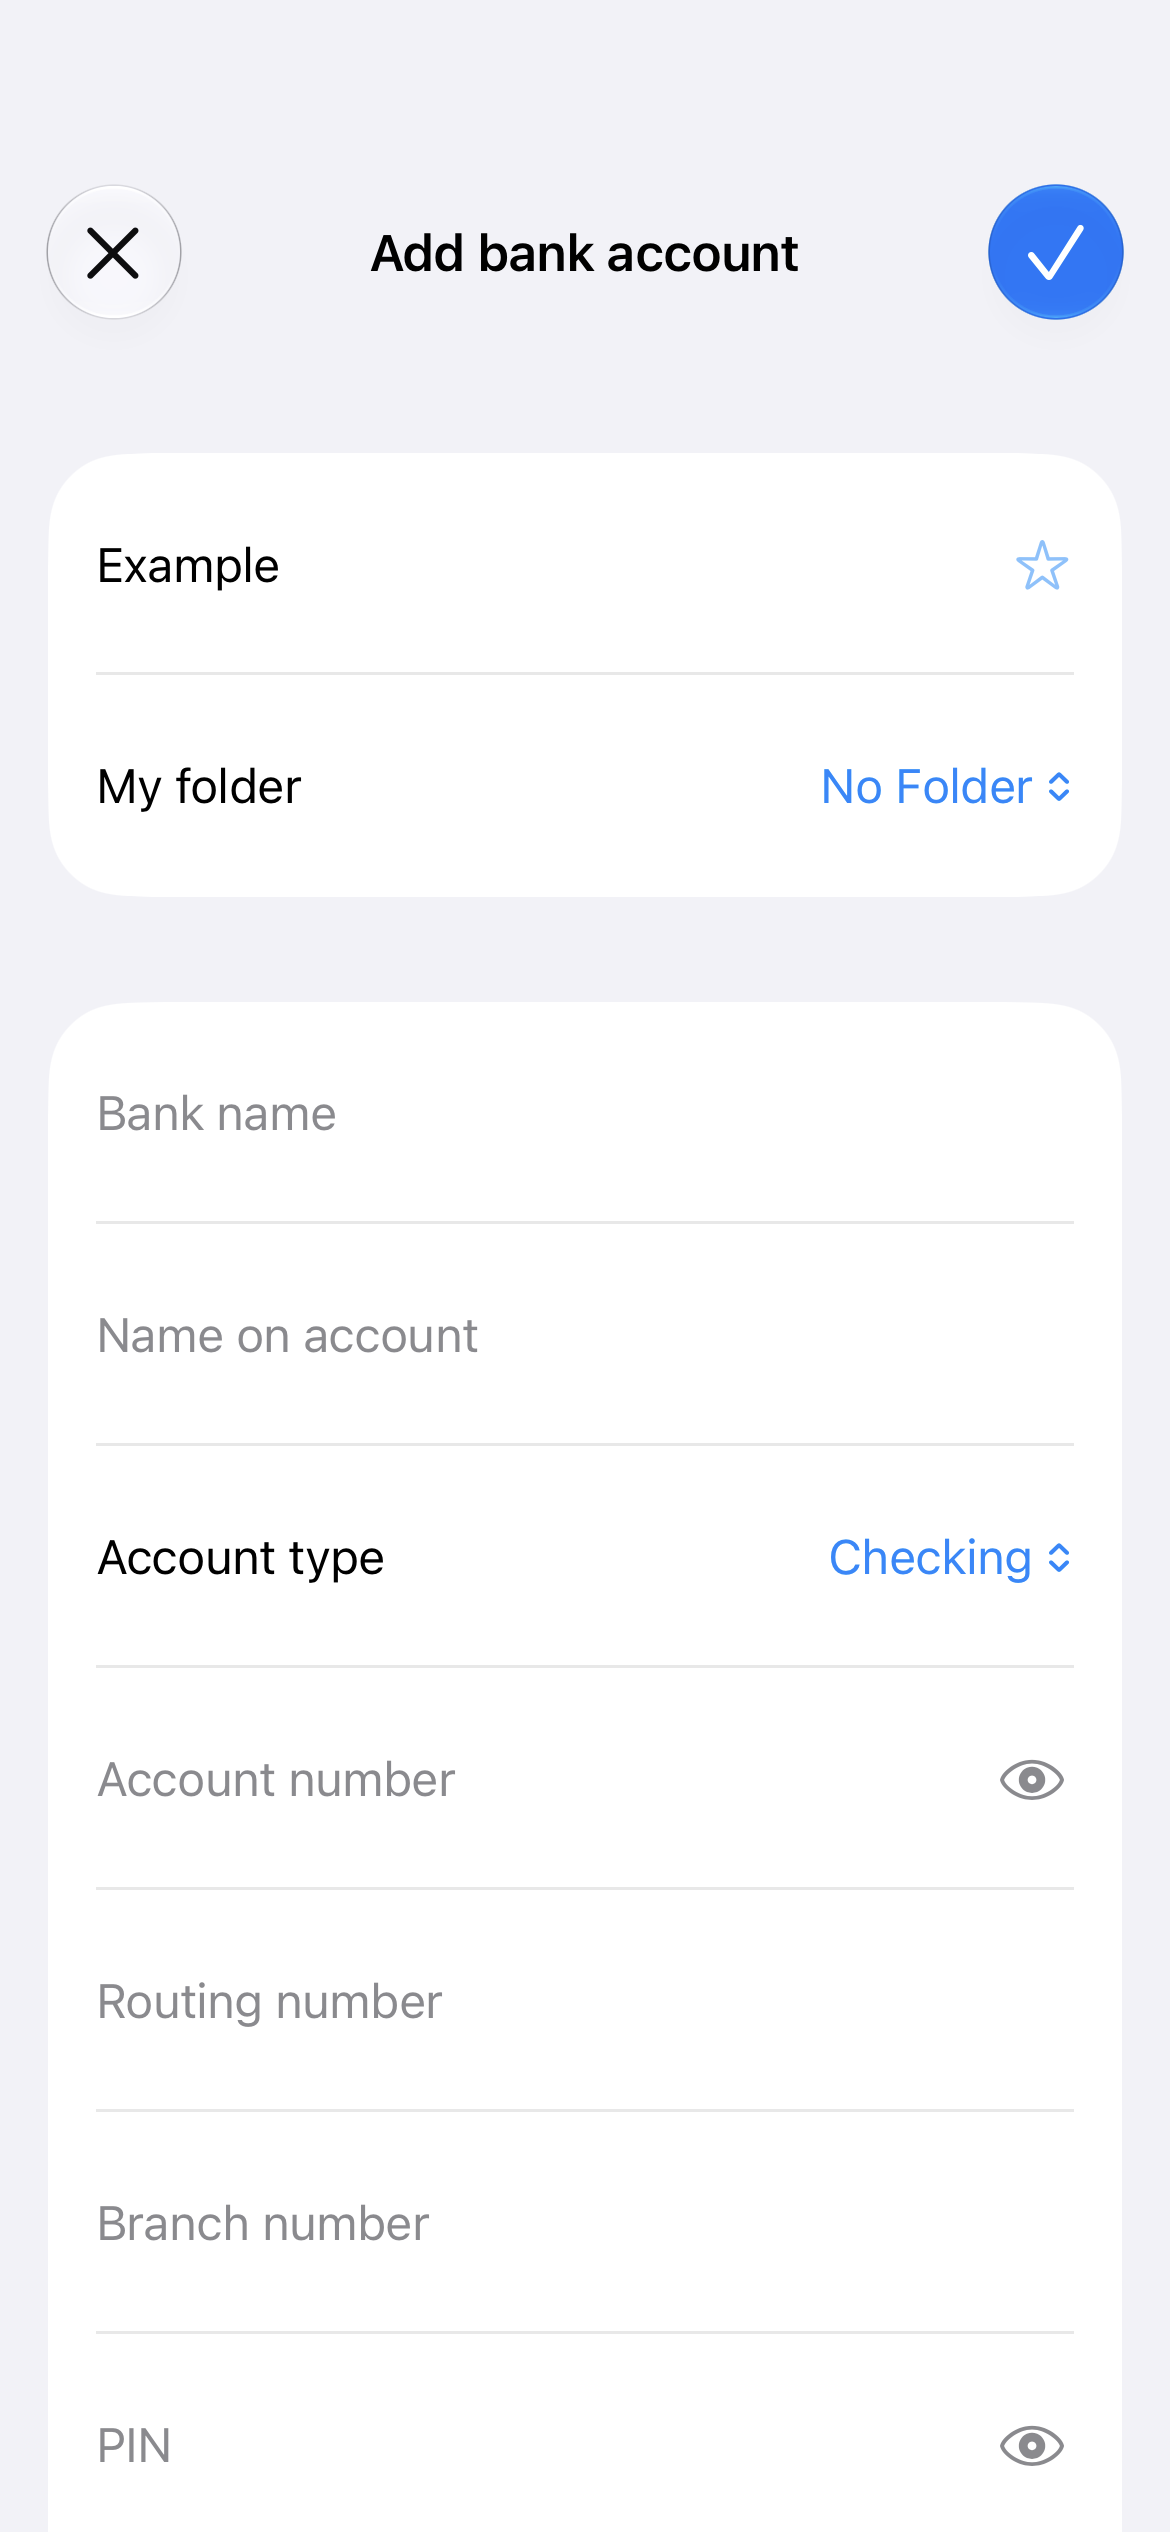 Add bank account
Example
My folder No Folder
Bank name
Name on account
Account type Checking
Account number
Routing number
Branch number
PIN